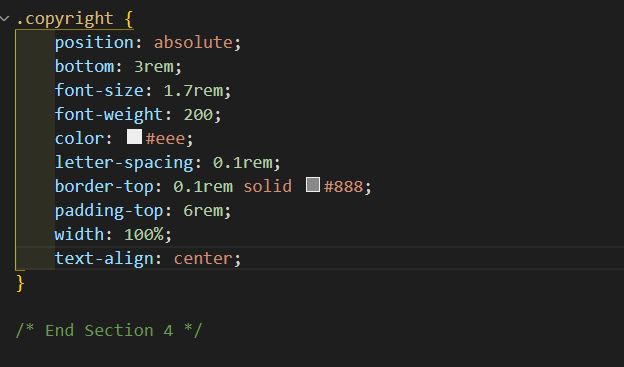 .copyright {
    position: absolute;
    bottom: 3rem;
    font-size: 1.7rem;
    font-weight: 200;
    color: #eee;
    letter-spacing: 0.1rem;
    border-top: 0.1rem solid #888;
    padding-top: 6rem;
    width: 100%;
    text-align: center;
}
/* End Section 4 */